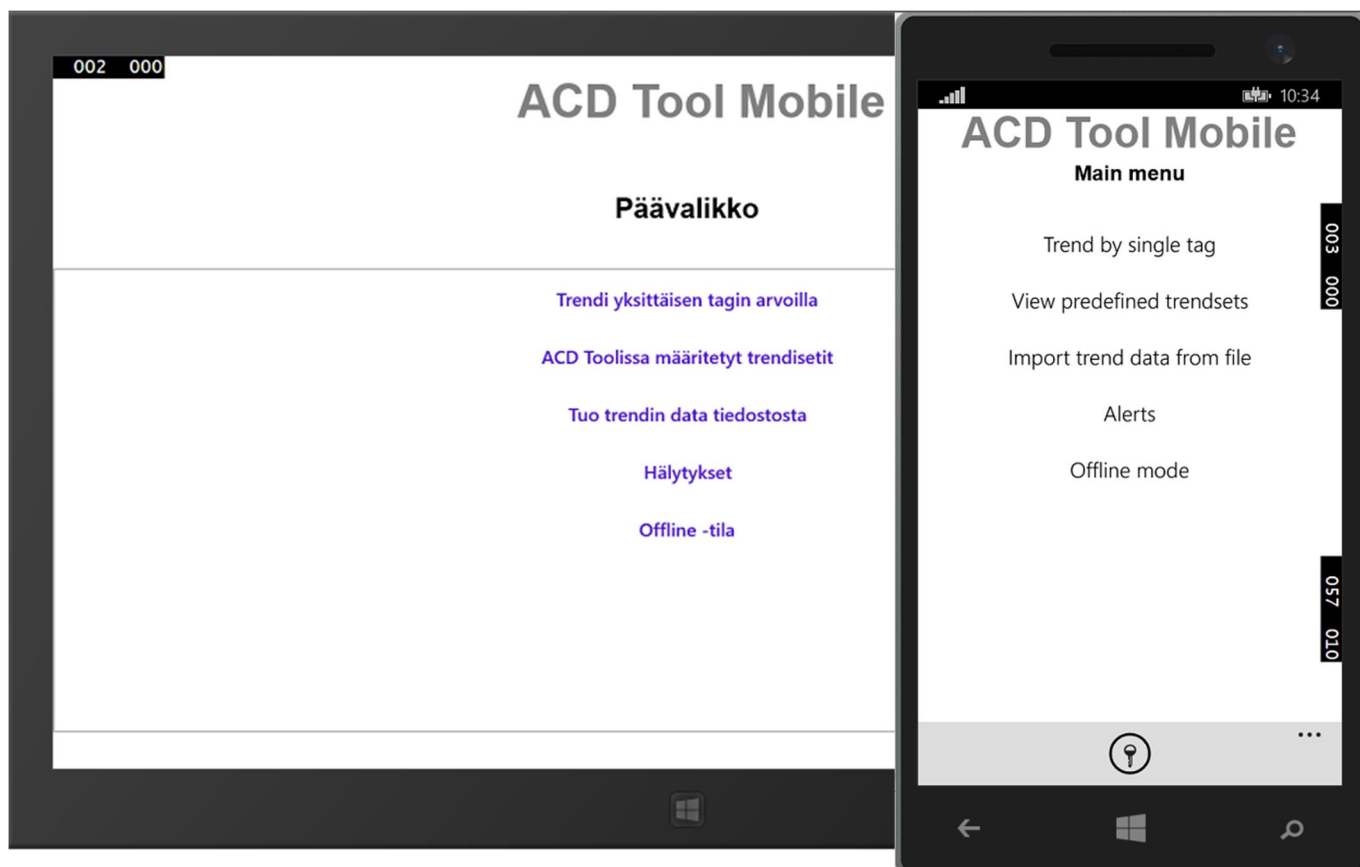 002 000
ACD Tool Mobile
Päävalikko
Trendi yksittäisen tagin arvoilla
ACD Toolissa määritetyt trendisetit
Tuo trendin data tiedostosta
Hälytykset
Offline -tila
10:34
ACD Tool Mobile
Main menu
Trend by single tag
View predefined trendsets
Import trend data from file
Alerts
Offline mode
003 000
057 010